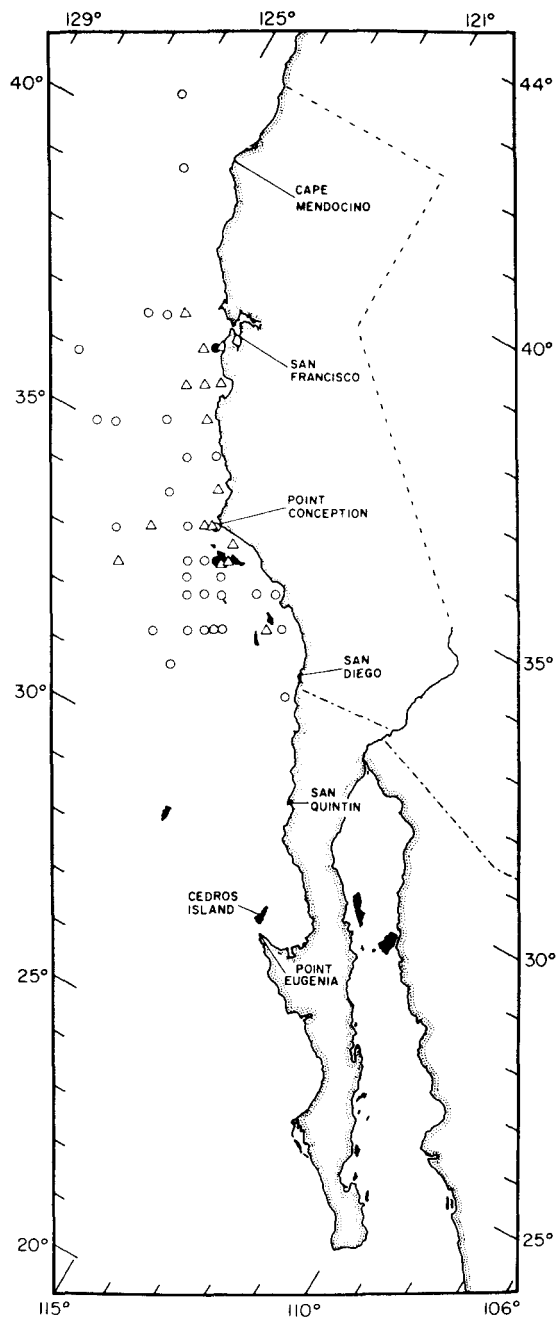 129° 125° 121°
40° 44°
CAPE
MENDOCINO
SAN
FRANCISCO
40°
35°
POINT
CONCEPTION
SAN
DIEGO
35°
30°
SAN
QUINTIN
CEDROS
ISLAND
30°
POINT
EUGENIA
25°
20° 25°
115° 110° 106°